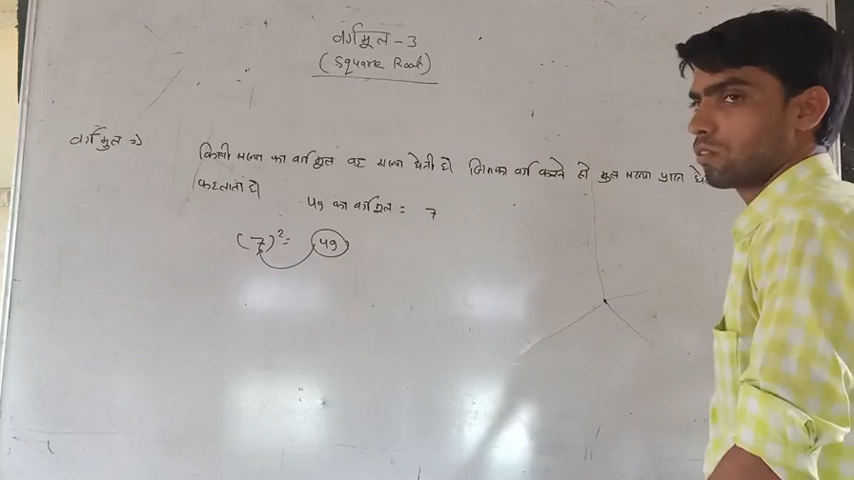 वर्गमूल - 3
(Square Root)
वर्गमूल ⇒ किसी संख्या का वर्गमूल वह संख्या होती है जिसका वर्ग करने से मूल संख्या प्राप्त
कहलाता है
49 का वर्गमूल = 7
(7)² = 49